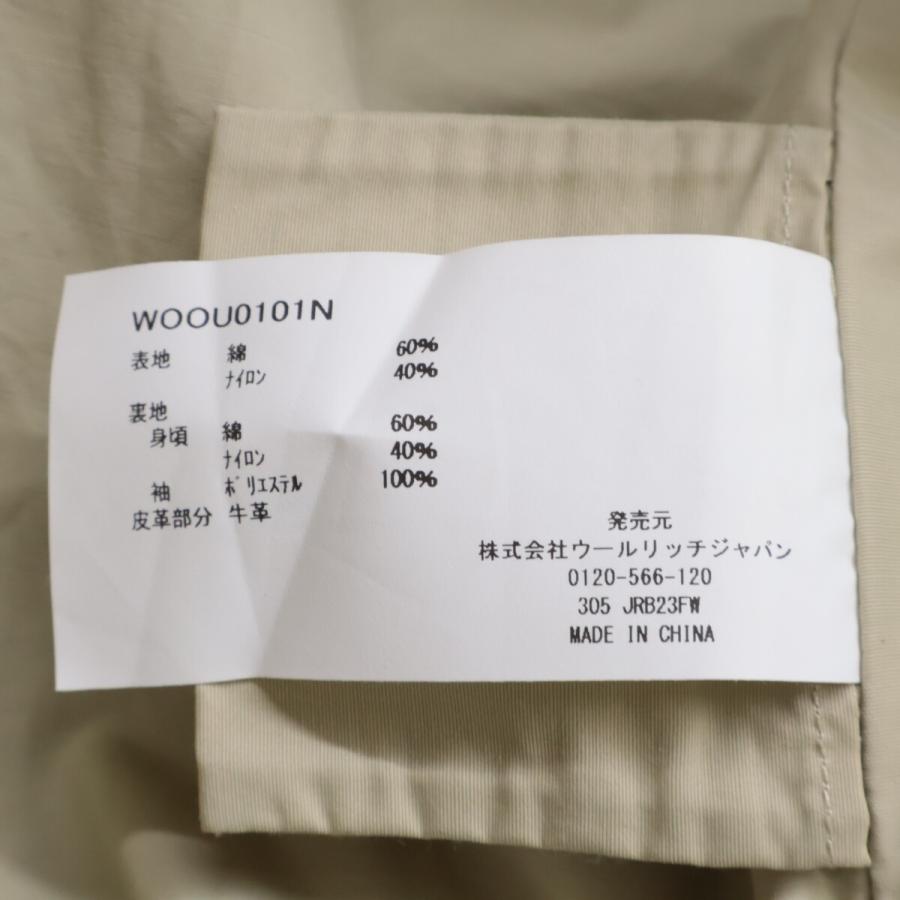 WOOU0101N
表地 綿 60%
ナイロン 40%
裏地
身頃 綿 60%
ナイロン 40%
袖 ポリエステル 100%
皮革部分 牛革
発売元
株式会社ウールリッチジャパン
0120-566-120
305 JRB23FW
MADE IN CHINA